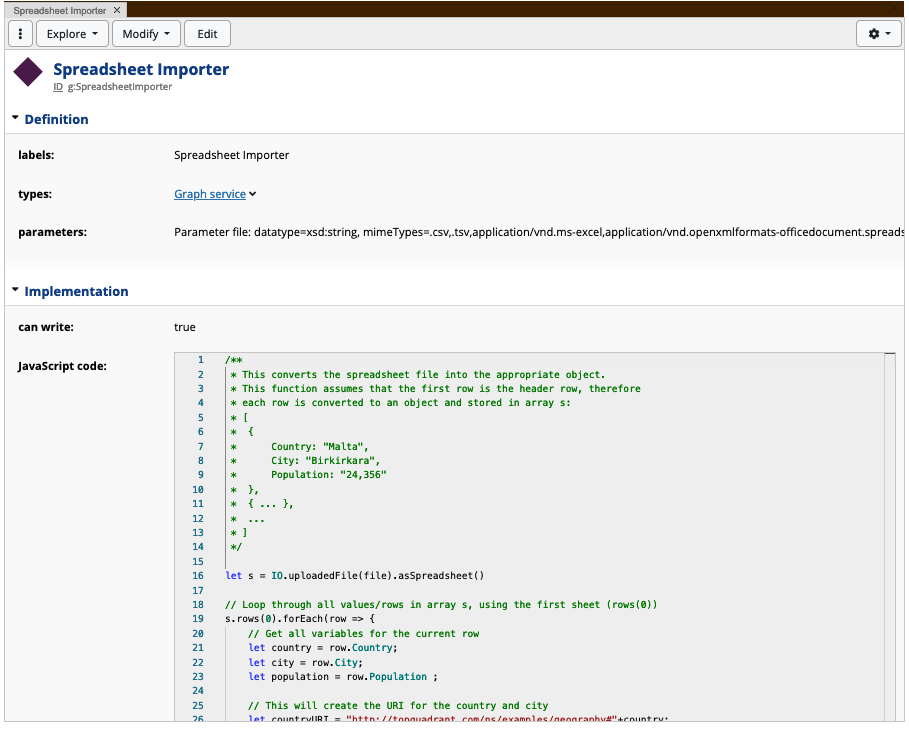 Spreadsheet Importer ×
Explore Modify Edit
Spreadsheet Importer
ID g:SpreadsheetImporter
Definition
labels: Spreadsheet Importer
types: Graph service
parameters: Parameter file: datatype=xsd:string, mimeTypes=.csv,.tsv,application/vnd.ms-excel,application/vnd.openxmlformats-officedocument.spreads
Implementation
can write: true
JavaScript code:
1 /**
2 * This converts the spreadsheet file into the appropriate object.
3 * This function assumes that the first row is the header row, therefore
4 * each row is converted to an object and stored in array s:
5 * [
6 * {
7 * Country: "Malta",
8 * City: "Birkirkara",
9 * Population: "24,356"
10 * },
11 * { ... },
12 * ...
13 * ]
14 */
15
16 let s = IO.uploadedFile(file).asSpreadsheet()
17
18 // Loop through all values/rows in array s, using the first sheet (rows(0))
19 s.rows(0).forEach(row => {
20 // Get all variables for the current row
21 let country = row.Country;
22 let city = row.City;
23 let population = row.Population ;
24
25 // This will create the URI for the country and city
26 let countryURI = "http://topquadrant.com/ns/examples/geography#"+country;